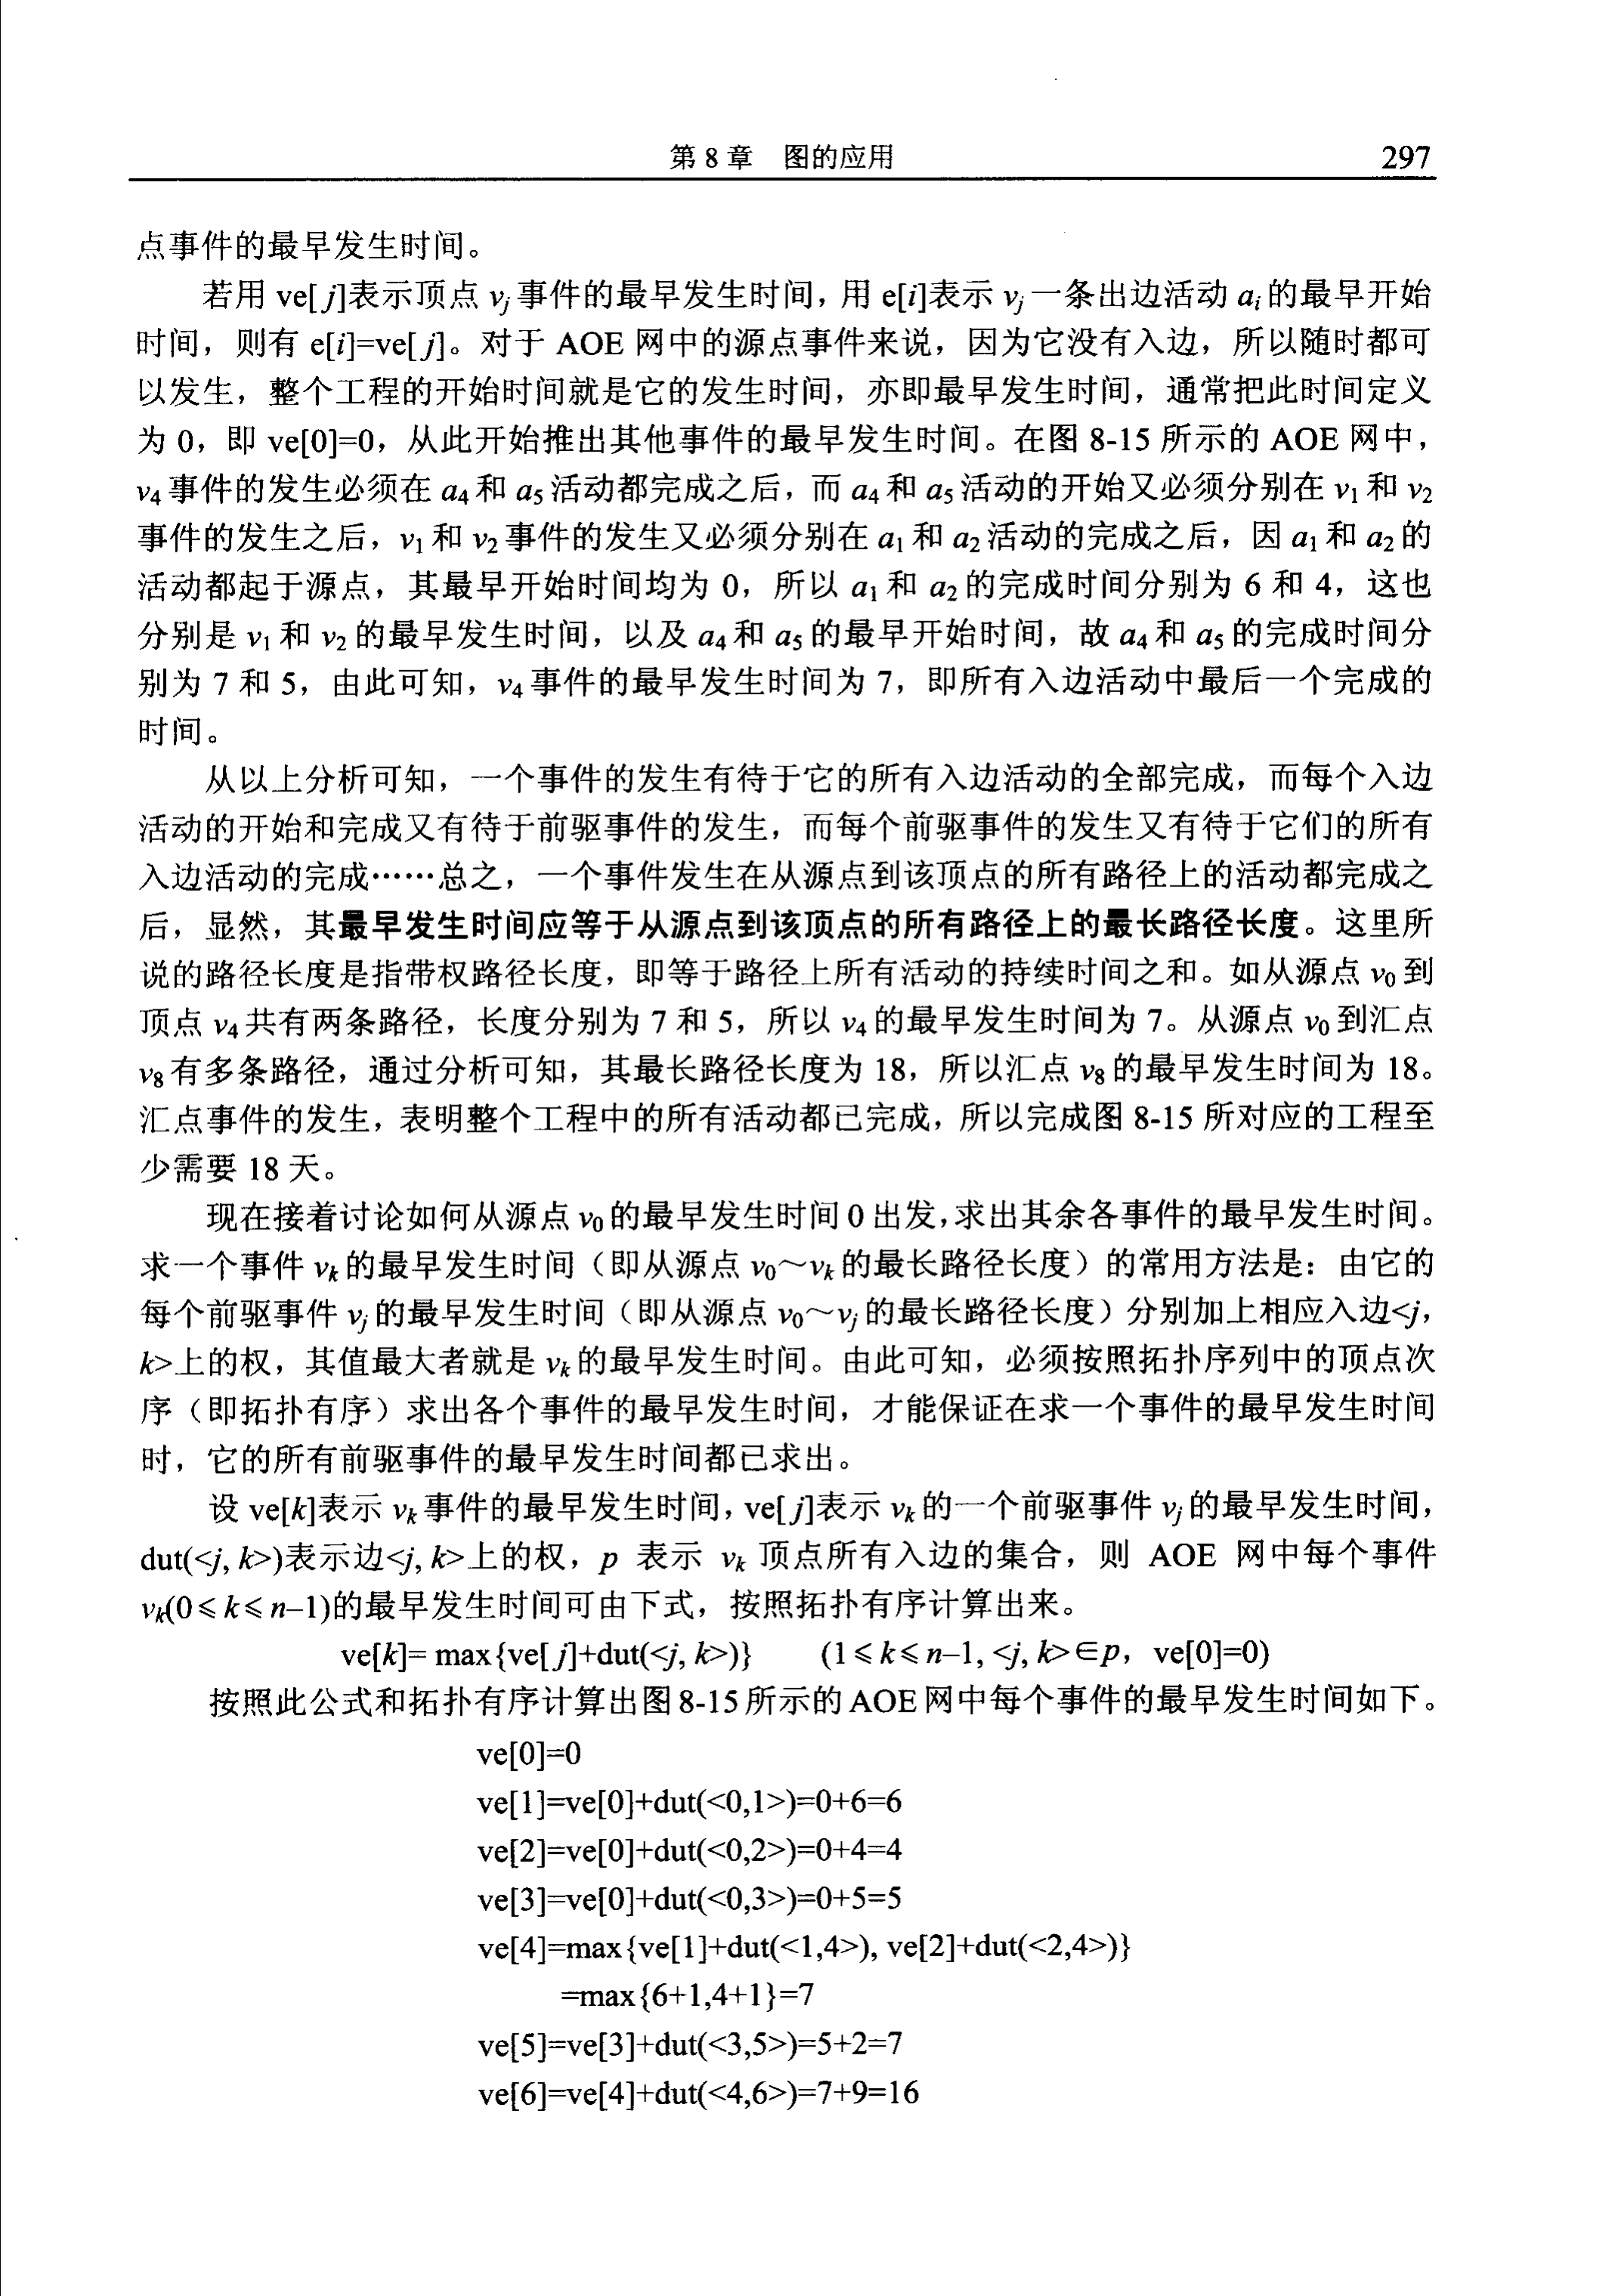 第 8 章 图的应用 297
点事件的最早发生时间。
若用 ve[j]表示顶点 vj 事件的最早发生时间，用 e[i]表示 vj 一条出边活动 ai 的最早开始
时间，则有 e[i]=ve[j]。对于 AOE 网中的源点事件来说，因为它没有入边，所以随时都可
以发生，整个工程的开始时间就是它的发生时间，亦即最早发生时间，通常把此时间定义
为 0，即 ve[0]=0，从此开始推出其他事件的最早发生时间。在图 8-15 所示的 AOE 网中，
v4 事件的发生必须在 a4 和 a5 活动都完成之后，而 a4 和 a5 活动的开始又必须分别在 v1 和 v2
事件的发生之后，v1 和 v2 事件的发生又必须分别在 a1 和 a2 活动的完成之后，因 a1 和 a2 的
活动都起于源点，其最早开始时间均为 0，所以 a1 和 a2 的完成时间分别为 6 和 4，这也
分别是 v1 和 v2 的最早发生时间，以及 a4 和 a5 的最早开始时间，故 a4 和 a5 的完成时间分
别为 7 和 5，由此可知，v4 事件的最早发生时间为 7，即所有入边活动中最后一个完成的
时间。
从以上分析可知，一个事件的发生有待于它的所有入边活动的全部完成，而每个入边
活动的开始和完成又有待于前驱事件的发生，而每个前驱事件的发生又有待于它们的所有
入边活动的完成……总之，一个事件发生在从源点到该顶点的所有路径上的活动都完成之
后，显然，其最早发生时间应等于从源点到该顶点的所有路径上的最长路径长度。这里所
说的路径长度是指带权路径长度，即等于路径上所有活动的持续时间之和。如从源点 v0 到
顶点 v4 共有两条路径，长度分别为 7 和 5，所以 v4 的最早发生时间为 7。从源点 v0 到汇点
v8 有多条路径，通过分析可知，其最长路径长度为 18，所以汇点 v8 的最早发生时间为 18。
汇点事件的发生，表明整个工程中的所有活动都已完成，所以完成图 8-15 所对应的工程至
少需要 18 天。
现在接着讨论如何从源点 v0 的最早发生时间 0 出发，求出其余各事件的最早发生时间。
求一个事件 vk 的最早发生时间（即从源点 v0～vk 的最长路径长度）的常用方法是：由它的
每个前驱事件 vj 的最早发生时间（即从源点 v0～vj 的最长路径长度）分别加上相应入边<j,
k>上的权，其值最大者就是 vk 的最早发生时间。由此可知，必须按照拓扑序列中的顶点次
序（即拓扑有序）求出各个事件的最早发生时间，才能保证在求一个事件的最早发生时间
时，它的所有前驱事件的最早发生时间都已求出。
设 ve[k]表示 vk 事件的最早发生时间，ve[j]表示 vk 的一个前驱事件 vj 的最早发生时间，
dut(<j, k>)表示边<j, k>上的权，p 表示 vk 顶点所有入边的集合，则 AOE 网中每个事件
vk(0≤k≤n–1)的最早发生时间可由下式，按照拓扑有序计算出来。
ve[k]= max{ve[j]+dut(<j, k>)} (1≤k≤n–1, <j, k>∈p，ve[0]=0)
按照此公式和拓扑有序计算出图 8-15 所示的 AOE 网中每个事件的最早发生时间如下。
ve[0]=0
ve[1]=ve[0]+dut(<0,1>)=0+6=6
ve[2]=ve[0]+dut(<0,2>)=0+4=4
ve[3]=ve[0]+dut(<0,3>)=0+5=5
ve[4]=max{ve[1]+dut(<1,4>), ve[2]+dut(<2,4>)}
=max{6+1,4+1}=7
ve[5]=ve[3]+dut(<3,5>)=5+2=7
ve[6]=ve[4]+dut(<4,6>)=7+9=16